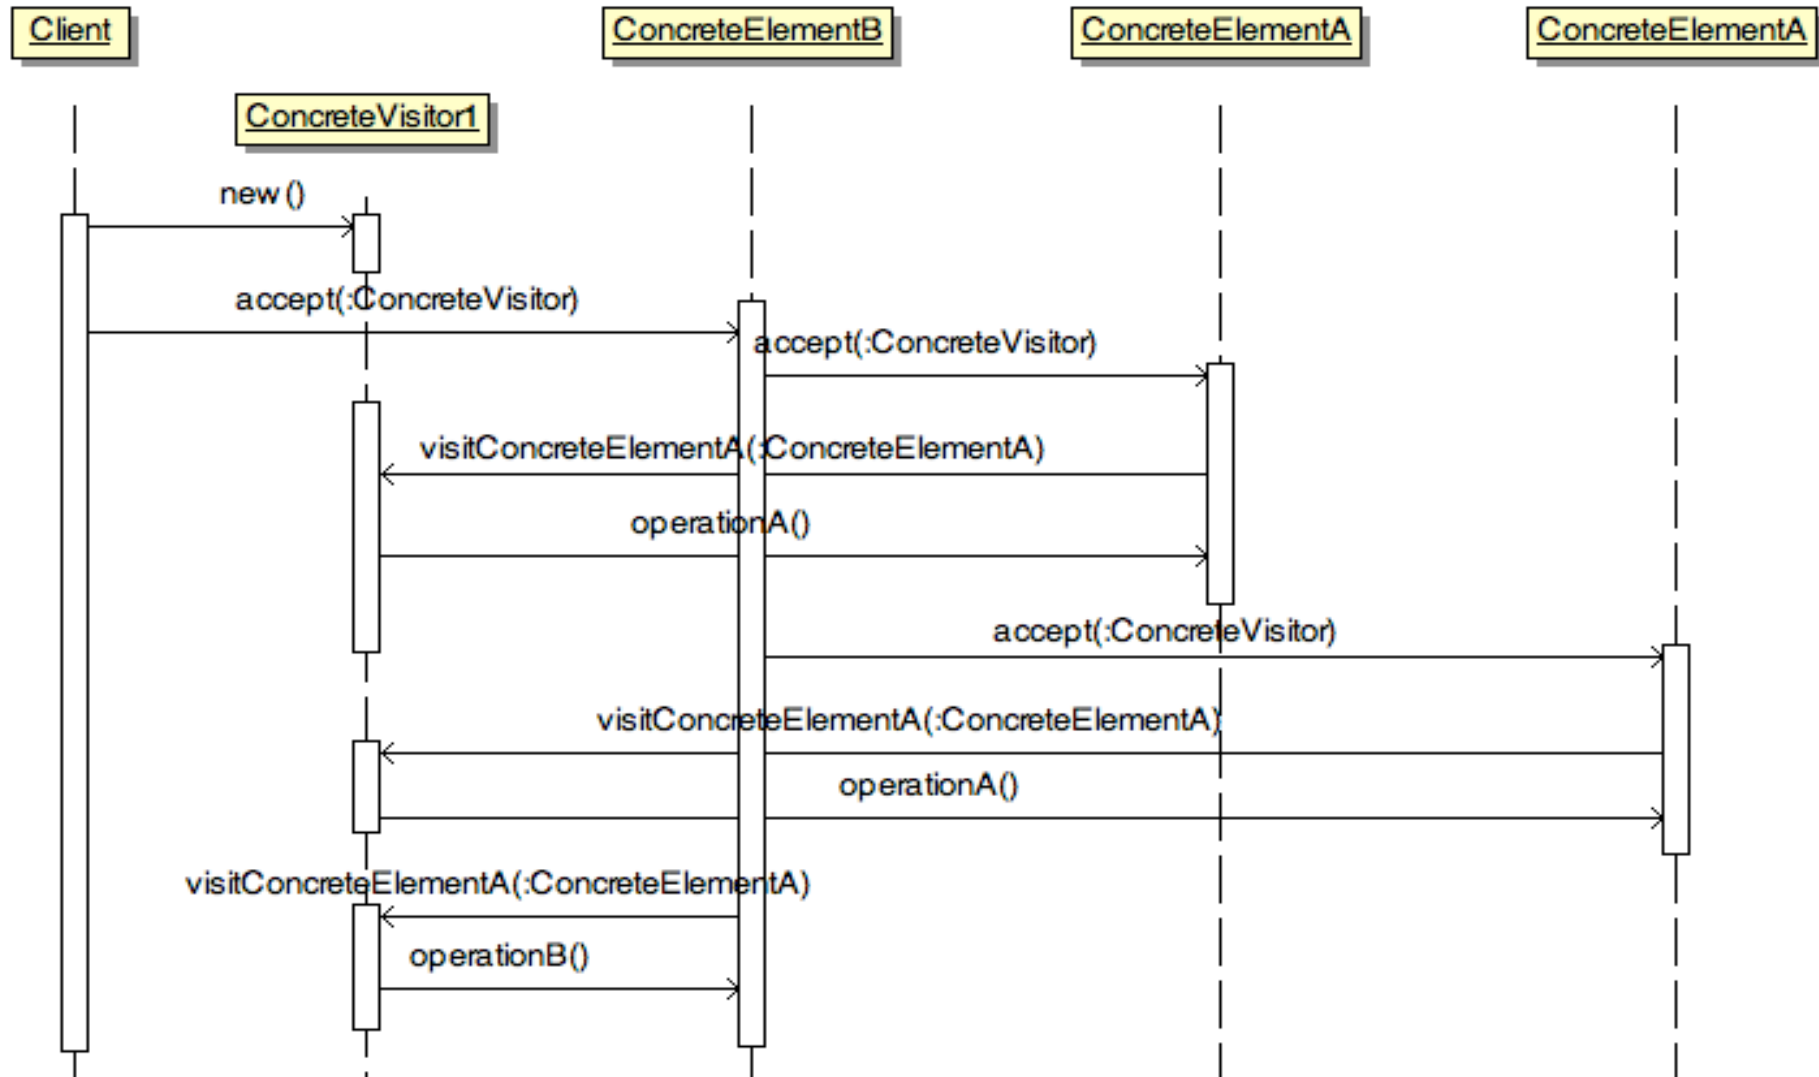 Client
ConcreteElementB
ConcreteElementA
ConcreteElementA
ConcreteVisitor1
new()
accept(:ConcreteVisitor)
accept(:ConcreteVisitor)
visitConcreteElementA(:ConcreteElementA)
operationA()
accept(:ConcreteVisitor)
visitConcreteElementA(:ConcreteElementA)
operationA()
visitConcreteElementA(:ConcreteElementA)
operationB()